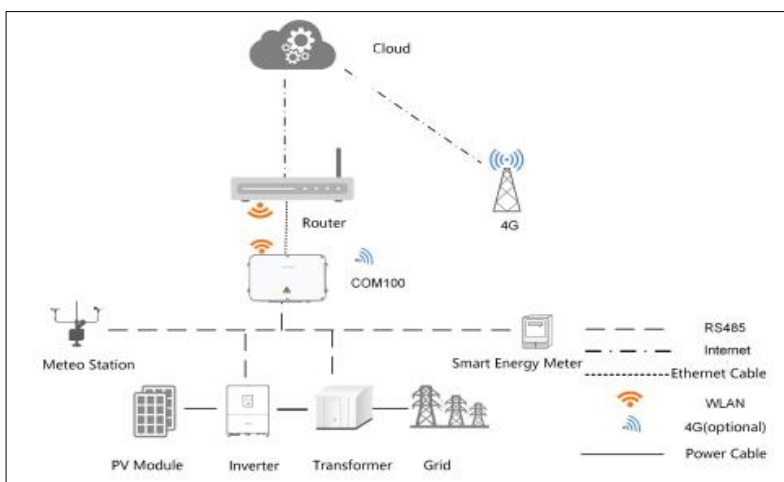 Cloud
Router
4G
COM100
Meteo Station
Smart Energy Meter
PV Module
Inverter
Transformer
Grid
RS485
Internet
Ethernet Cable
WLAN
4G(optional)
Power Cable